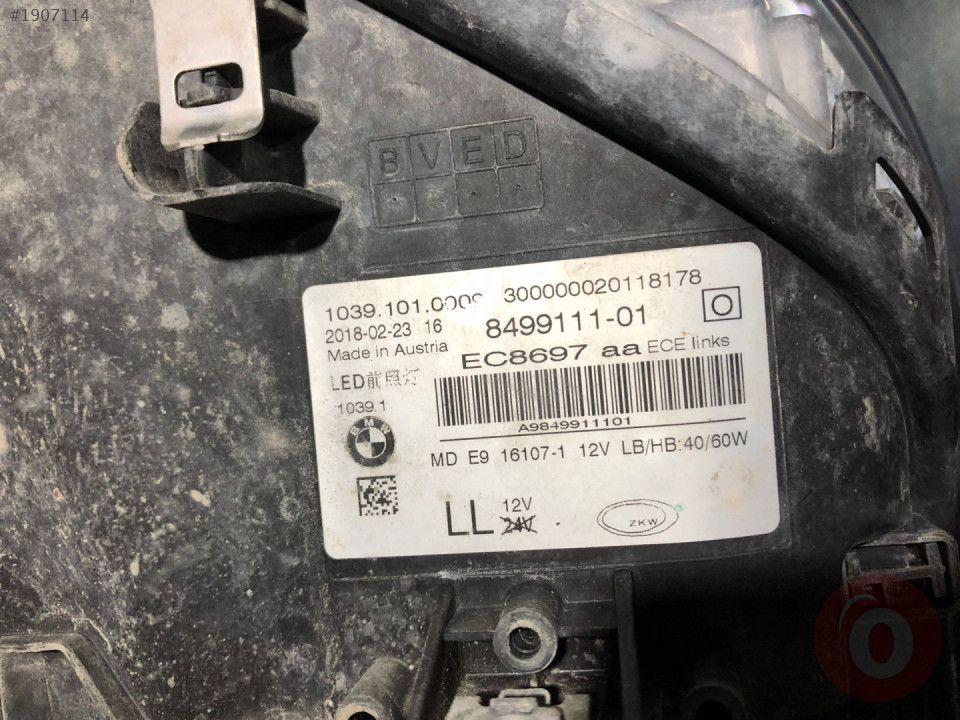 #1907114
B V E D
1039.101.0009 300000020118178
2018-02-23 16 8499111-01
Made in Austria EC8697 aa ECE links
LED前照灯
1039.1
A9849911101
BMW
MD E9 16107-1 12V LB/HB:40/60W
LL 12V
24V
ZKW
O